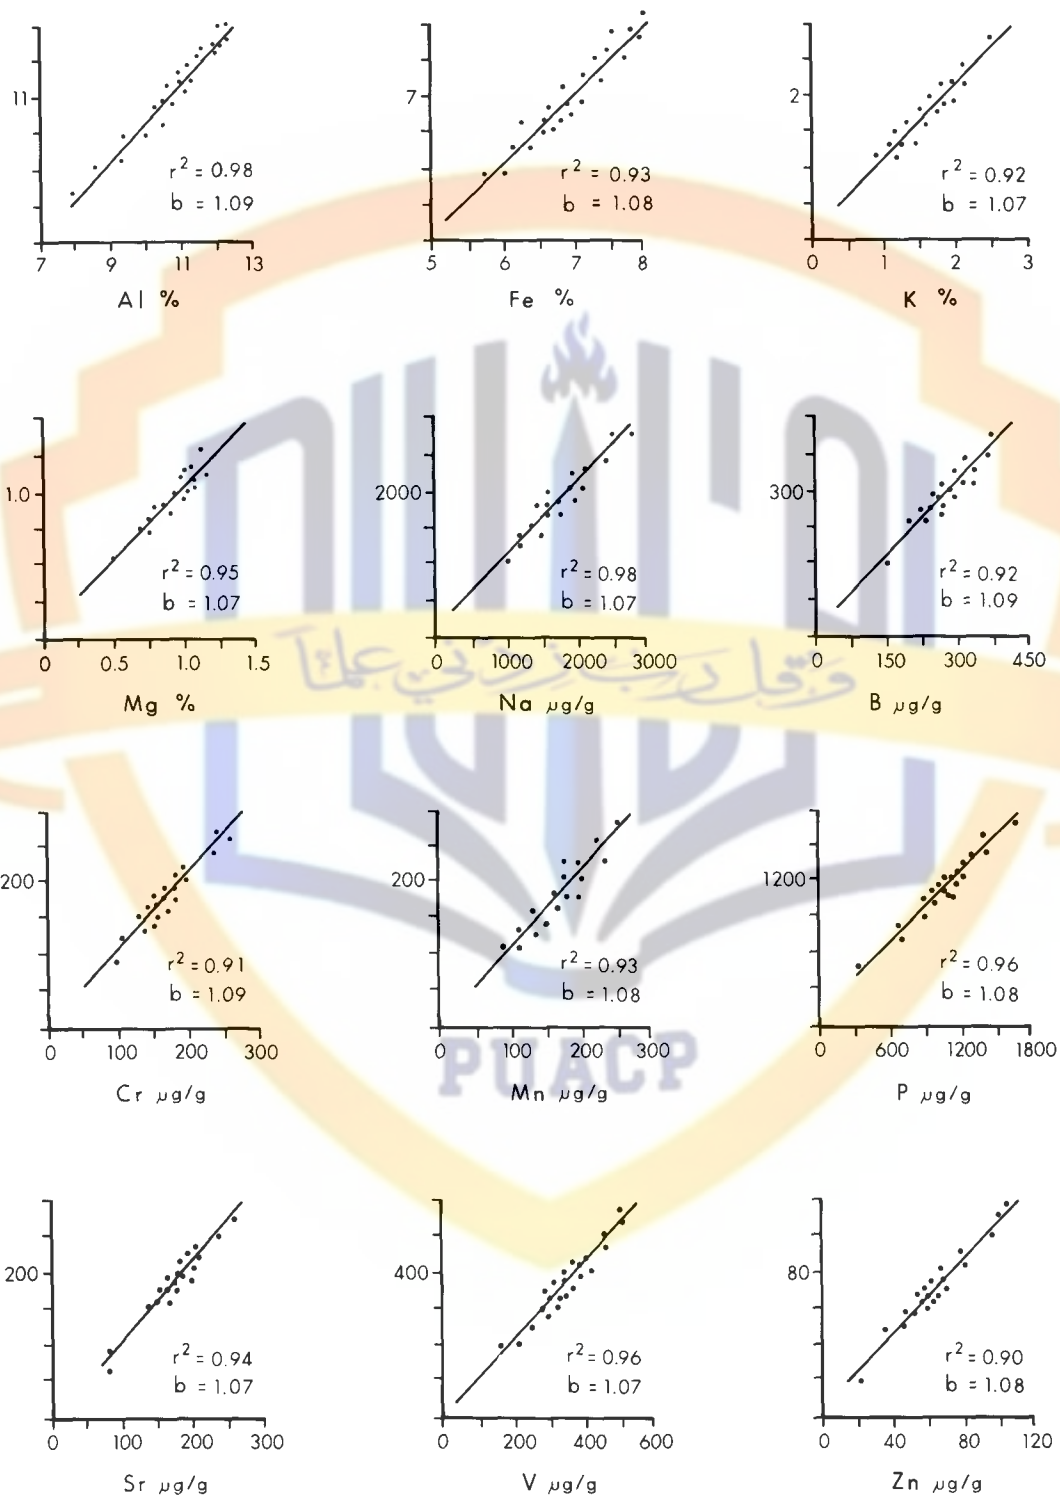 11
r² = 0.98
b = 1.09
7 9 11 13
Al %
7
r² = 0.93
b = 1.08
5 6 7 8
Fe %
2
r² = 0.92
b = 1.07
0 1 2 3
K %
1.0
r² = 0.95
b = 1.07
0 0.5 1.0 1.5
Mg %
2000
r² = 0.98
b = 1.07
0 1000 2000 3000
Na µg/g
300
r² = 0.92
b = 1.09
0 150 300 450
B µg/g
وَقُل رَّبِّ زِدْنِي عِلْمًا
200
r² = 0.91
b = 1.09
0 100 200 300
Cr µg/g
200
r² = 0.93
b = 1.08
0 100 200 300
Mn µg/g
1200
r² = 0.96
b = 1.08
0 600 1200 1800
P µg/g
PUACP
200
r² = 0.94
b = 1.07
0 100 200 300
Sr µg/g
400
r² = 0.96
b = 1.07
0 200 400 600
V µg/g
80
r² = 0.90
b = 1.08
0 40 80 120
Zn µg/g